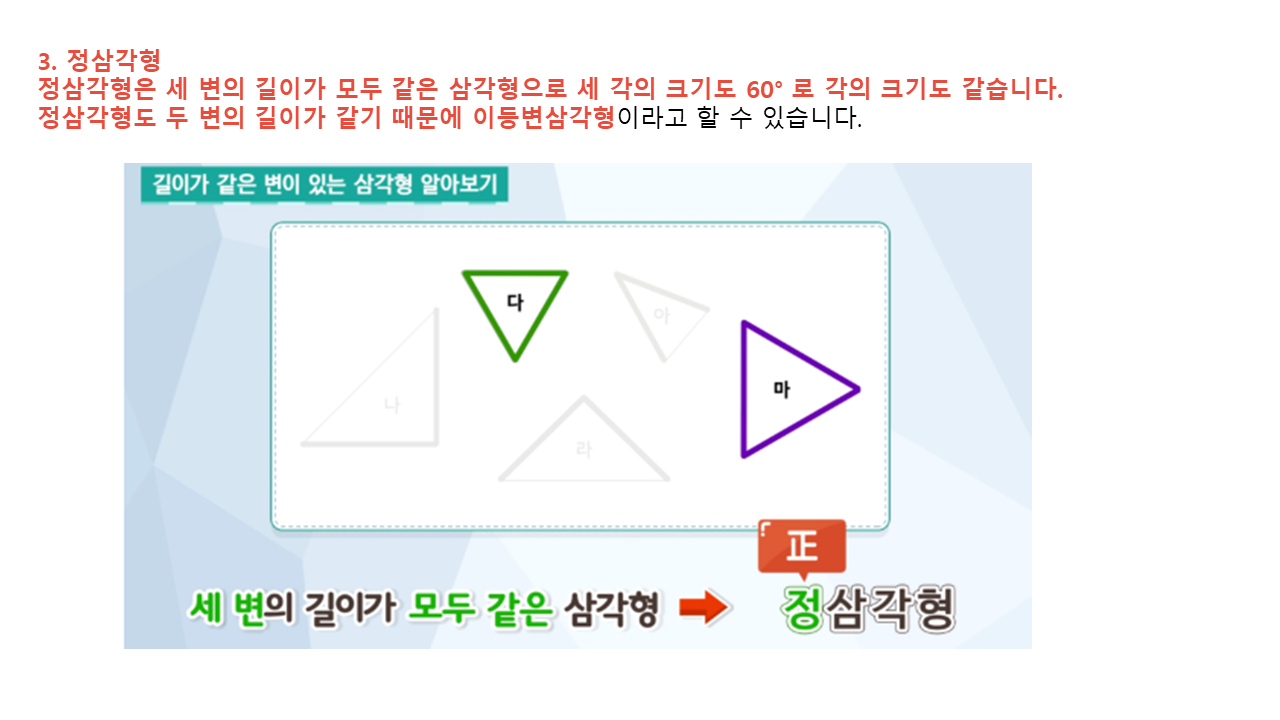 3. 정삼각형
정삼각형은 세 변의 길이가 모두 같은 삼각형으로 세 각의 크기도 60° 로 각의 크기도 같습니다.
정삼각형도 두 변의 길이가 같기 때문에 이등변삼각형이라고 할 수 있습니다.
길이가 같은 변이 있는 삼각형 알아보기
다
아
마
나
라
正
세 변의 길이가 모두 같은 삼각형 정삼각형